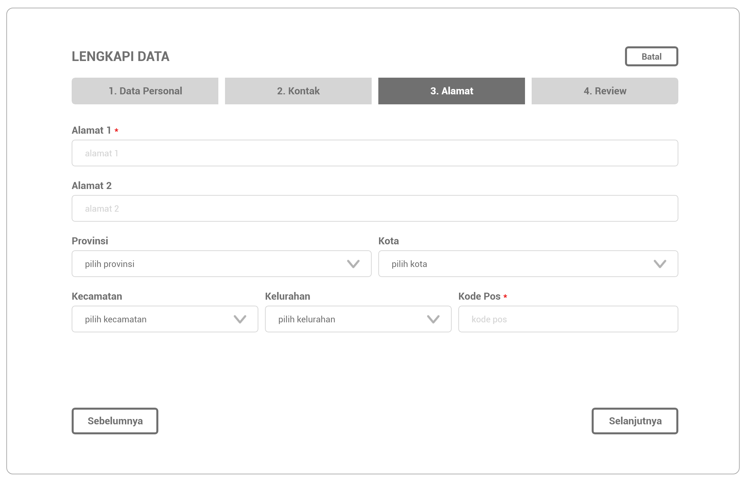 LENGKAPI DATA
Batal
1. Data Personal
2. Kontak
3. Alamat
4. Review
Alamat 1 *
alamat 1
Alamat 2
alamat 2
Provinsi
Kota
pilih provinsi
pilih kota
Kecamatan
Kelurahan
Kode Pos *
pilih kecamatan
pilih kelurahan
kode pos
Sebelumnya
Selanjutnya